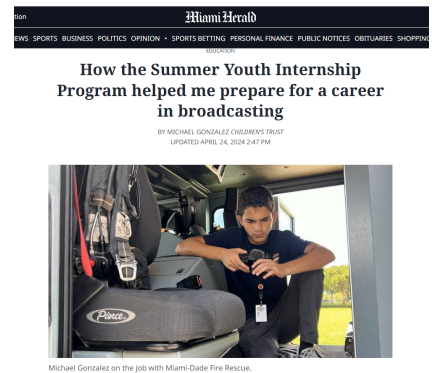 tion
Miami Herald
EWS SPORTS BUSINESS POLITICS OPINION • SPORTS BETTING PERSONAL FINANCE PUBLIC NOTICES OBITUARIES SHOPPING
EDUCATION
How the Summer Youth Internship
Program helped me prepare for a career
in broadcasting
BY MICHAEL GONZALEZ CHILDREN'S TRUST
UPDATED APRIL 24, 2024 2:47 PM
Pierce
Michael Gonzalez on the job with Miami-Dade Fire Rescue.